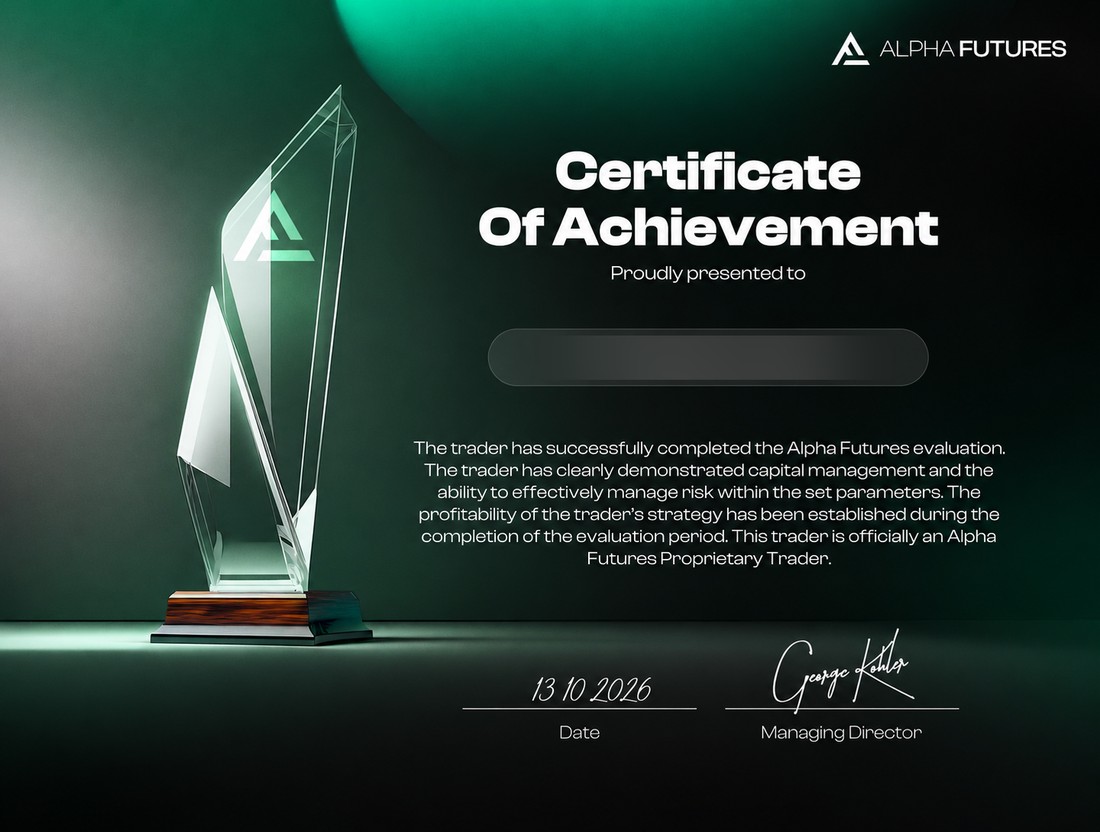 ALPHA FUTURES
Certificate
Of Achievement
Proudly presented to
The trader has successfully completed the Alpha Futures evaluation.
The trader has clearly demonstrated capital management and the
ability to effectively manage risk within the set parameters. The
profitability of the trader's strategy has been established during the
completion of the evaluation period. This trader is officially an Alpha
Futures Proprietary Trader.
13 10 2026
George Kohler
Date
Managing Director